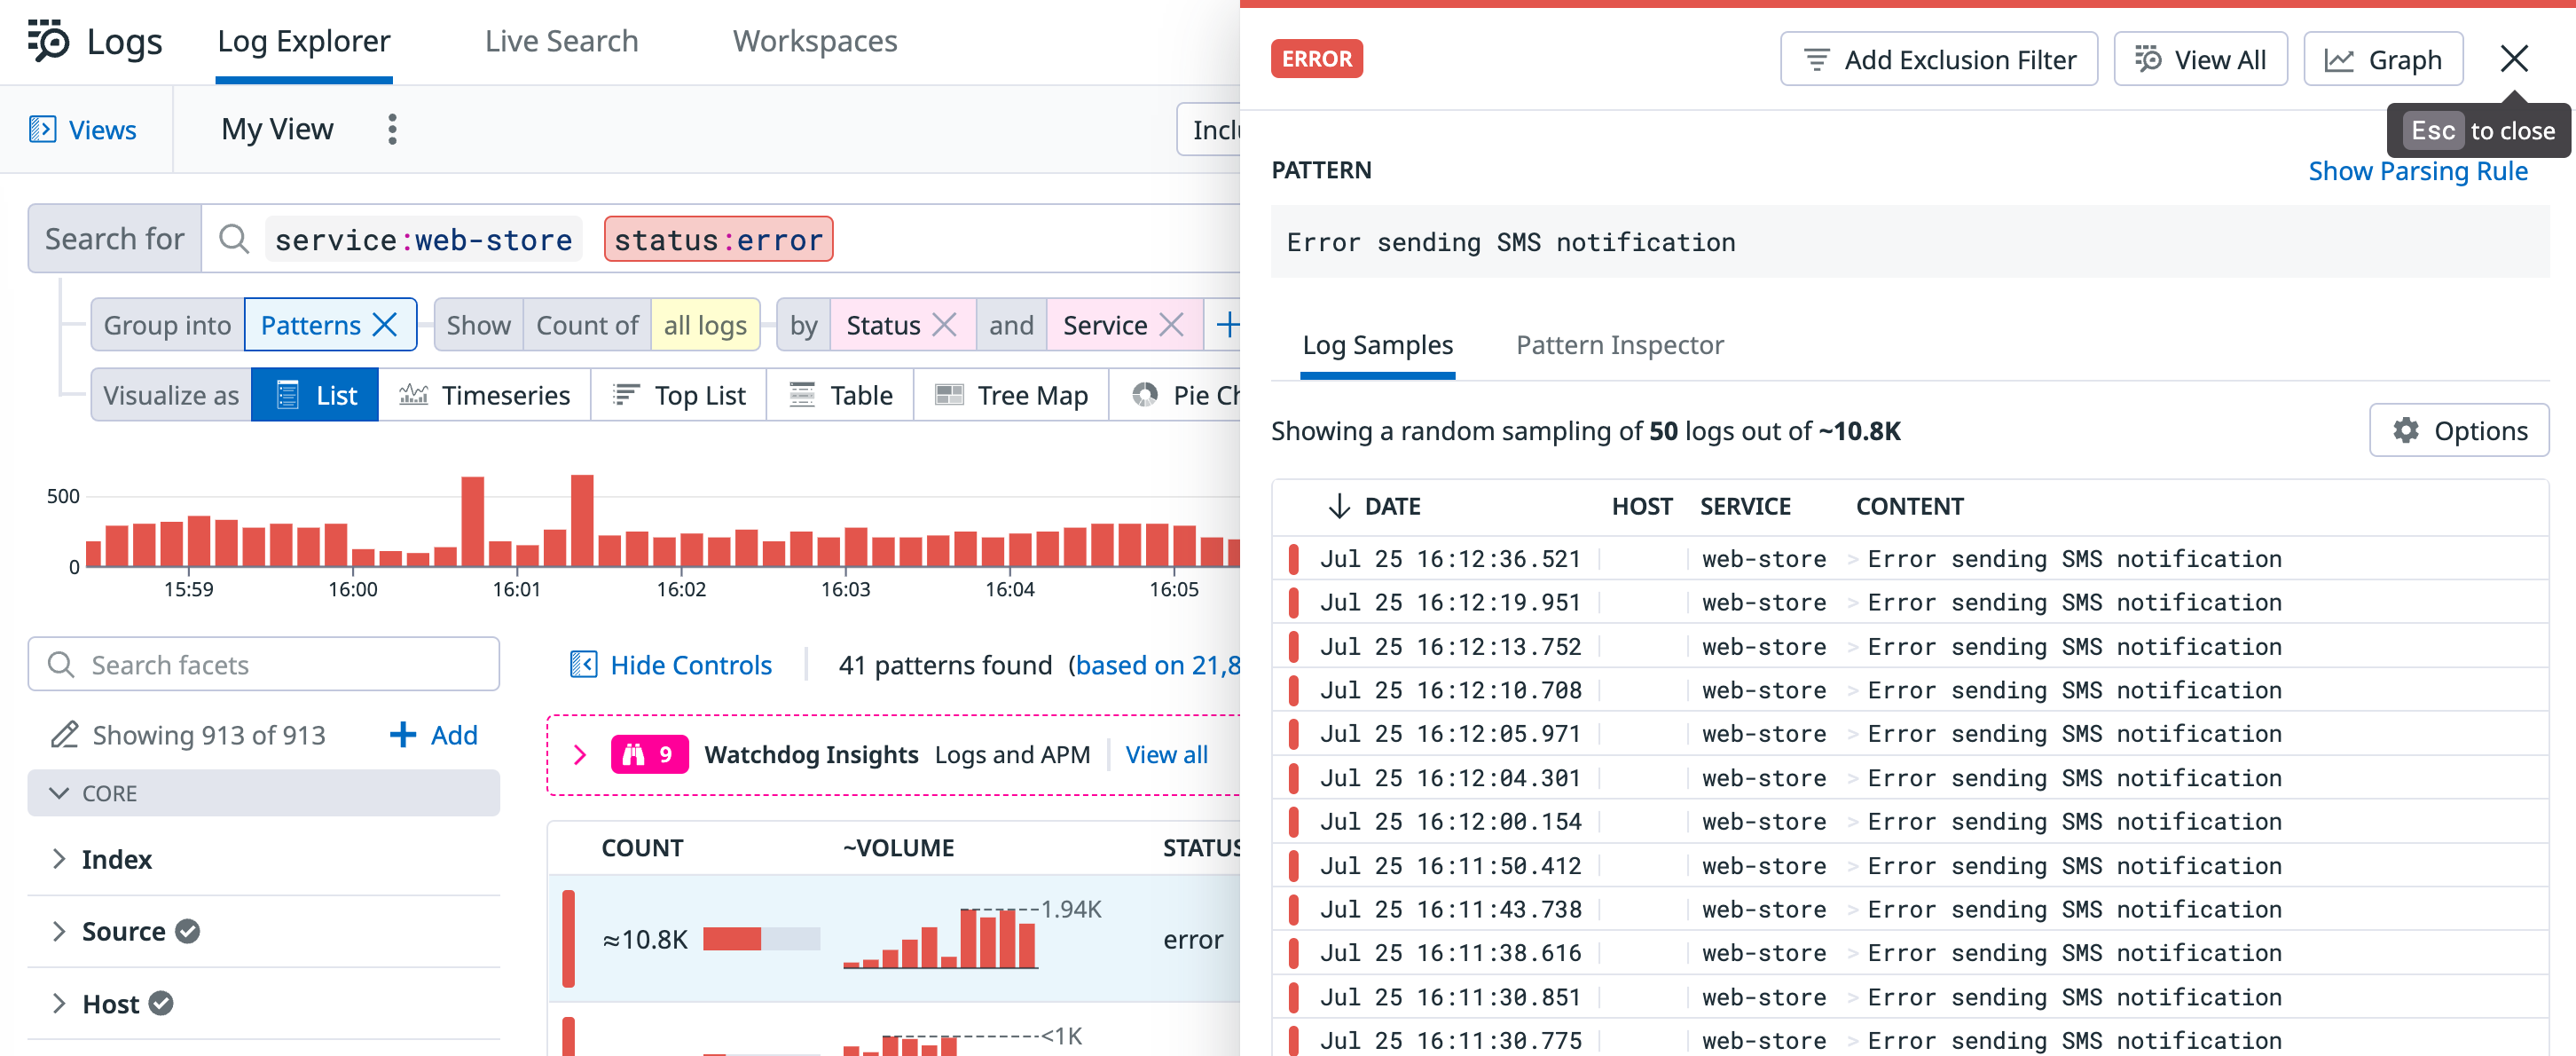 Logs Log Explorer Live Search Workspaces
Views My View
Search for service:web-store status:error
Group into Patterns Show Count of all logs by Status and Service
Visualize as List Timeseries Top List Table Tree Map Pie
500
0
15:59 16:00 16:01 16:02 16:03 16:04 16:05
Search facets
Showing 913 of 913 Add
CORE
Index
Source
Host
Hide Controls 41 patterns found (based on 21,8
9 Watchdog Insights Logs and APM View all
COUNT ~VOLUME STATUS
≈10.8K 1.94K error
<1K
ERROR Add Exclusion Filter View All Graph
Esc to close
PATTERN Show Parsing Rule
Error sending SMS notification
Log Samples Pattern Inspector
Showing a random sampling of 50 logs out of ~10.8K Options
DATE HOST SERVICE CONTENT
Jul 25 16:12:36.521 web-store > Error sending SMS notification
Jul 25 16:12:19.951 web-store > Error sending SMS notification
Jul 25 16:12:13.752 web-store > Error sending SMS notification
Jul 25 16:12:10.708 web-store > Error sending SMS notification
Jul 25 16:12:05.971 web-store > Error sending SMS notification
Jul 25 16:12:04.301 web-store > Error sending SMS notification
Jul 25 16:12:00.154 web-store > Error sending SMS notification
Jul 25 16:11:50.412 web-store > Error sending SMS notification
Jul 25 16:11:43.738 web-store > Error sending SMS notification
Jul 25 16:11:38.616 web-store > Error sending SMS notification
Jul 25 16:11:30.851 web-store > Error sending SMS notification
Jul 25 16:11:30.775 web-store > Error sending SMS notification